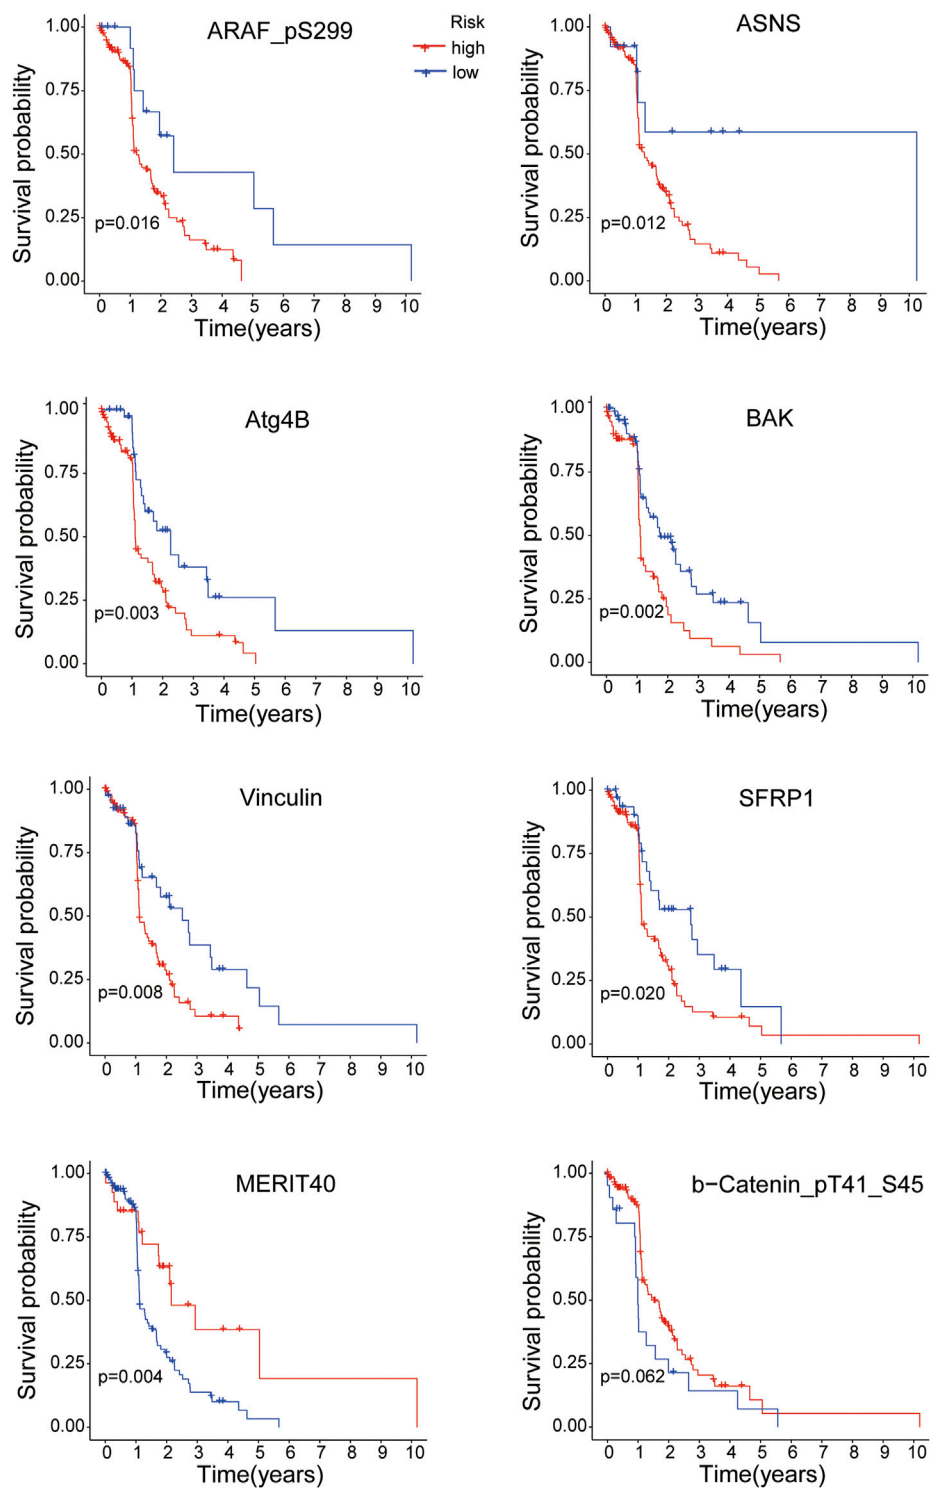 ARAF_pS299
Risk
high
low
Survival probability
1.00
0.75
0.50
0.25
0.00
p=0.016
0 1 2 3 4 5 6 7 8 9 10
Time(years)
ASNS
Survival probability
1.00
0.75
0.50
0.25
0.00
p=0.012
0 1 2 3 4 5 6 7 8 9 10
Time(years)
Atg4B
Survival probability
1.00
0.75
0.50
0.25
0.00
p=0.003
0 1 2 3 4 5 6 7 8 9 10
Time(years)
BAK
Survival probability
1.00
0.75
0.50
0.25
0.00
p=0.002
0 1 2 3 4 5 6 7 8 9 10
Time(years)
Vinculin
Survival probability
1.00
0.75
0.50
0.25
0.00
p=0.008
0 1 2 3 4 5 6 7 8 9 10
Time(years)
SFRP1
Survival probability
1.00
0.75
0.50
0.25
0.00
p=0.020
0 1 2 3 4 5 6 7 8 9 10
Time(years)
MERIT40
Survival probability
1.00
0.75
0.50
0.25
0.00
p=0.004
0 1 2 3 4 5 6 7 8 9 10
Time(years)
b−Catenin_pT41_S45
Survival probability
1.00
0.75
0.50
0.25
0.00
p=0.062
0 1 2 3 4 5 6 7 8 9 10
Time(years)